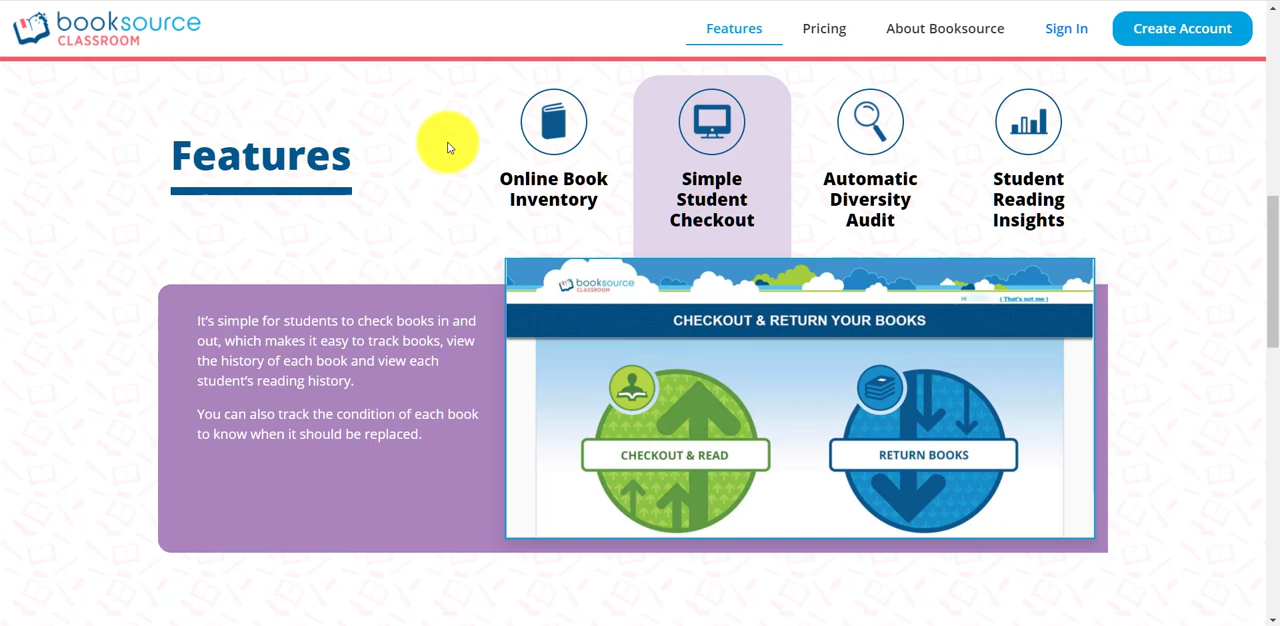 booksource
CLASSROOM
Features
Pricing
About Booksource
Sign In
Create Account
Features
Online Book
Inventory
Simple
Student
Checkout
Automatic
Diversity
Audit
Student
Reading
Insights
It's simple for students to check books in and
out, which makes it easy to track books, view
the history of each book and view each
student's reading history.
You can also track the condition of each book
to know when it should be replaced.
booksource
CLASSROOM
Hi
( That's not me )
CHECKOUT & RETURN YOUR BOOKS
CHECKOUT & READ
RETURN BOOKS